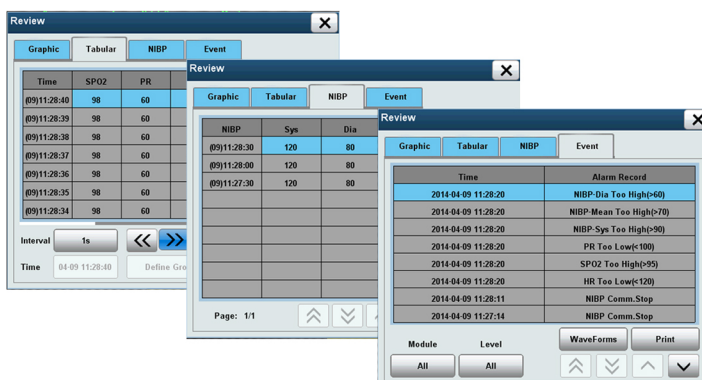 Review
Graphic Tabular NIBP Event
Time SPO2 PR
(09)11:28:40 98 60
(09)11:28:39 98 60
(09)11:28:38 98 60
(09)11:28:37 98 60
(09)11:28:36 98 60
(09)11:28:35 98 60
(09)11:28:34 98 60
Interval 1s
Time 04-09 11:28:40 Define Gro
Review
Graphic Tabular NIBP Event
NIBP Sys Dia
(09)11:28:30 120 80
(09)11:28:00 120 80
(09)11:27:30 120 80
Page: 1/1
Review
Graphic Tabular NIBP Event
Time Alarm Record
2014-04-09 11:28:20 NIBP-Dia Too High(>60)
2014-04-09 11:28:20 NIBP-Mean Too High(>70)
2014-04-09 11:28:20 NIBP-Sys Too High(>90)
2014-04-09 11:28:20 PR Too Low(<100)
2014-04-09 11:28:20 SPO2 Too High(>95)
2014-04-09 11:28:20 HR Too Low(<120)
2014-04-09 11:28:11 NIBP Comm.Stop
2014-04-09 11:27:14 NIBP Comm.Stop
Module Level WaveForms Print
All All